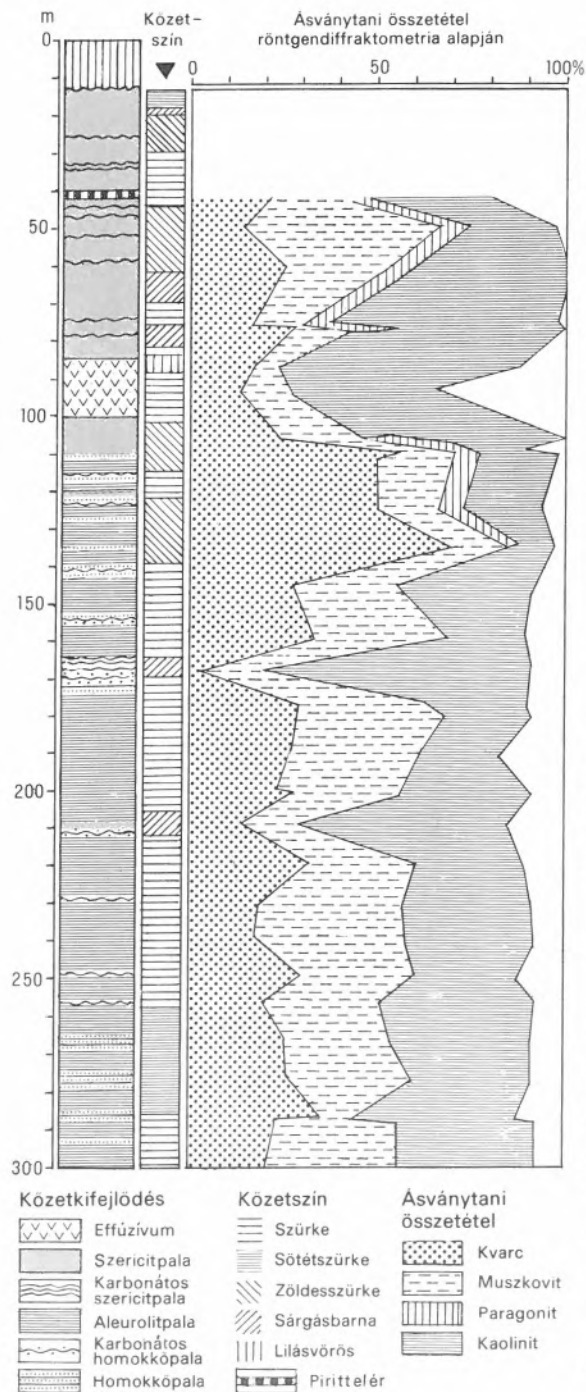 m
Kőzet-
szín
Ásványtani összetétel
röntgendiffraktometria alapján
0
50
100%
0
50
100
150
200
250
300
Kőzetkifejlődés
Effúzívum
Szericitpala
Karbonátos
szericitpala
Aleurolitpala
Karbonátos
homokkőpala
Homokkőpala
Kőzetszín
Szürke
Sötétszürke
Zöldesszürke
Sárgásbarna
Lilásvörös
Pirittelér
Ásványtani
összetétel
Kvarc
Muszkovit
Paragonit
Kaolinit